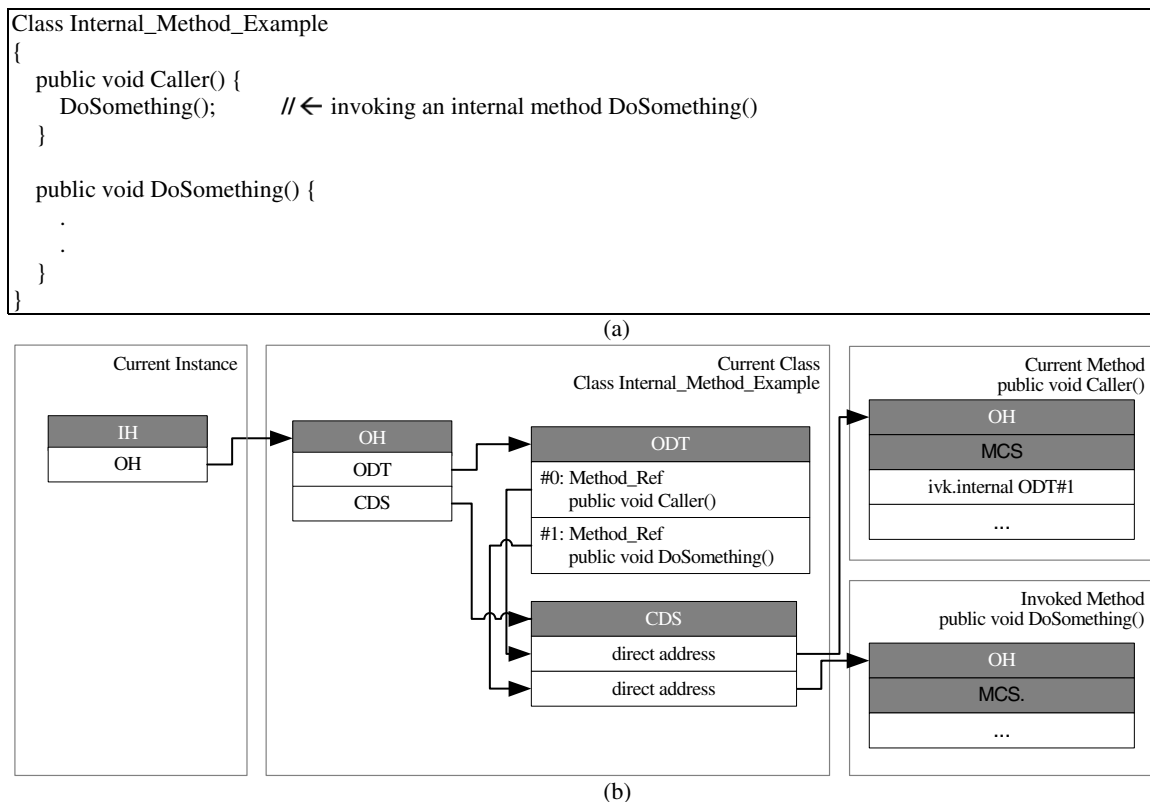 Class Internal_Method_Example
{
public void Caller() {
DoSomething(); //← invoking an internal method DoSomething()
}
public void DoSomething() {
.
.
}
}
(a)
Current Instance
IH
OH
Current Class
Class Internal_Method_Example
OH
ODT
CDS
ODT
#0: Method_Ref
public void Caller()
#1: Method_Ref
public void DoSomething()
CDS
direct address
direct address
Current Method
public void Caller()
OH
MCS
ivk.internal ODT#1
...
Invoked Method
public void DoSomething()
OH
MCS.
...
(b)